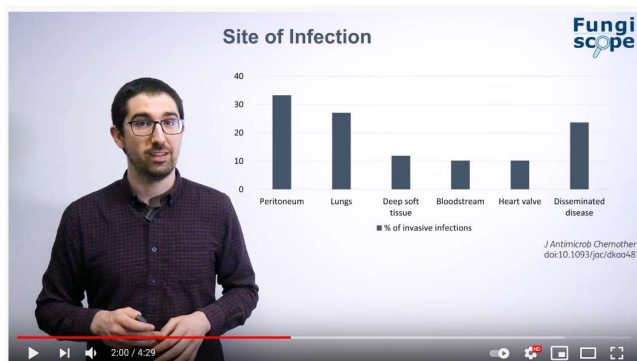 Site of Infection
Fungi
scope
40
30
20
10
0
Peritoneum Lungs Deep soft tissue Bloodstream Heart valve Disseminated disease
% of invasive infections
J Antimicrob Chemother
doi:10.1093/jac/dkaa48
2:00 / 4:29
HD